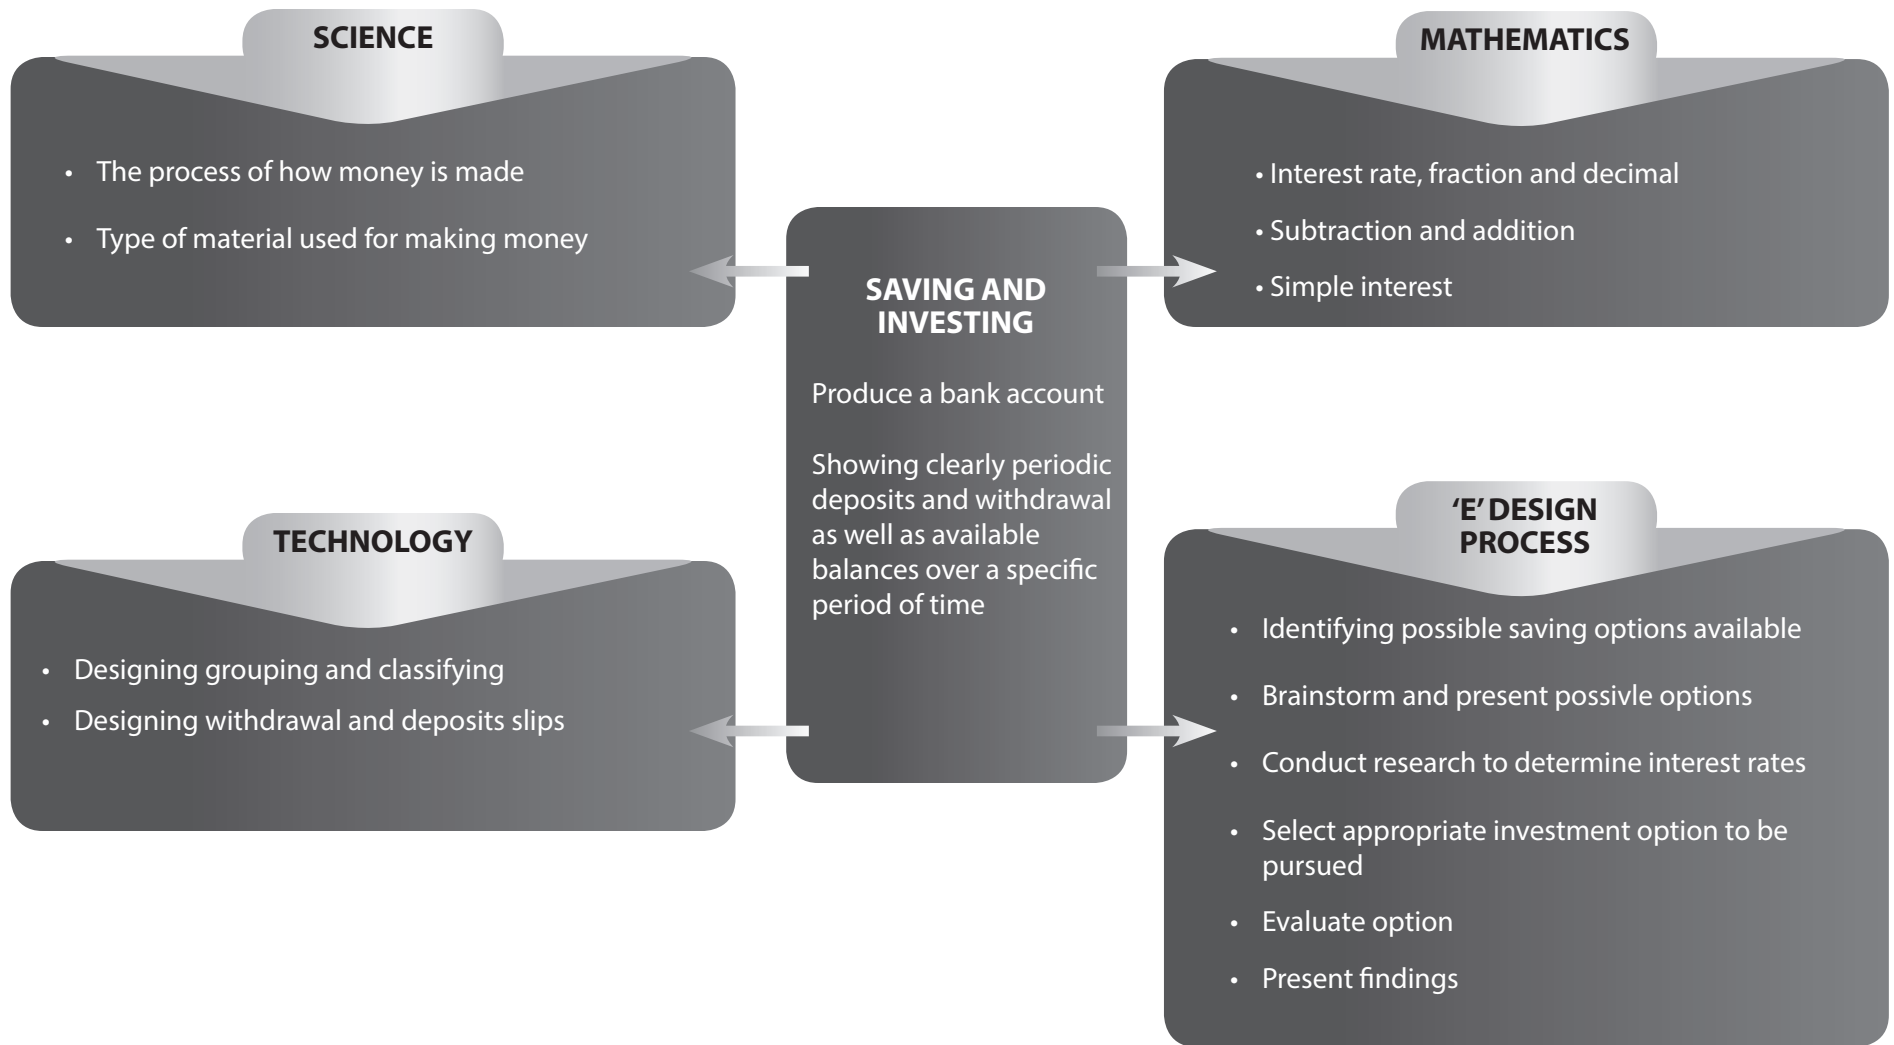 SCIENCE
• The process of how money is made
• Type of material used for making money
MATHEMATICS
• Interest rate, fraction and decimal
• Subtraction and addition
• Simple interest
SAVING AND
INVESTING
Produce a bank account
Showing clearly periodic
deposits and withdrawal
as well as available
balances over a specific
period of time
TECHNOLOGY
• Designing grouping and classifying
• Designing withdrawal and deposits slips
‘E’ DESIGN
PROCESS
• Identifying possible saving options available
• Brainstorm and present possivle options
• Conduct research to determine interest rates
• Select appropriate investment option to be
pursued
• Evaluate option
• Present findings